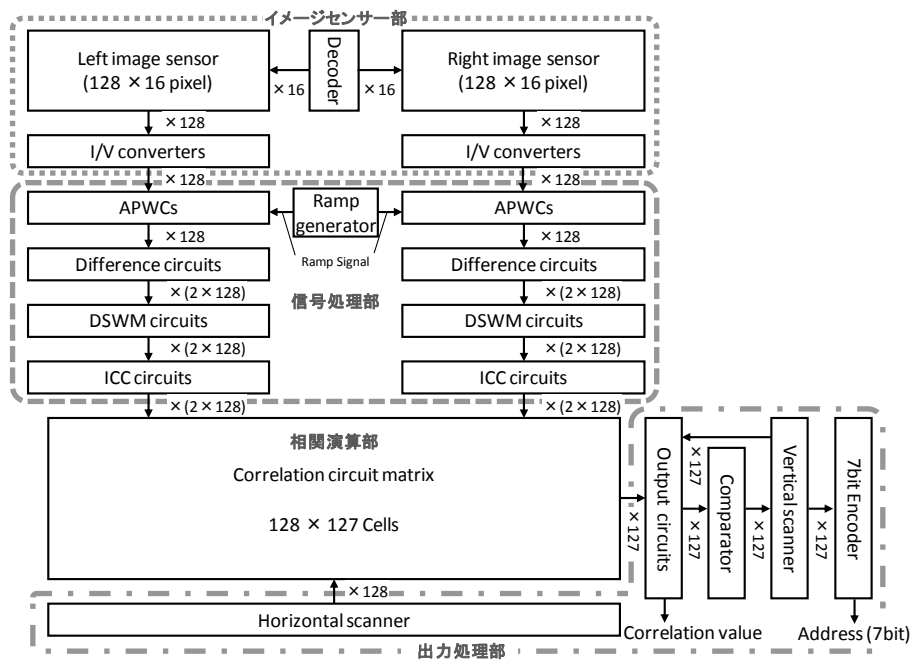 イメージセンサー部
Left image sensor
(128 × 16 pixel)
Decoder
Right image sensor
(128 × 16 pixel)
× 16
× 16
× 128
× 128
I/V converters
I/V converters
× 128
× 128
APWCs
Ramp
generator
APWCs
× 128
× 128
Ramp Signal
Difference circuits
Difference circuits
× (2 × 128)
× (2 × 128)
信号処理部
DSWM circuits
DSWM circuits
× (2 × 128)
× (2 × 128)
ICC circuits
ICC circuits
× (2 × 128)
× (2 × 128)
相関演算部
Correlation circuit matrix
128 × 127 Cells
× 127
Output circuits
× 127
× 127
Comparator
× 127
Vertical scanner
× 127
7bit Encoder
× 128
Horizontal scanner
Correlation value
Address (7bit)
出力処理部